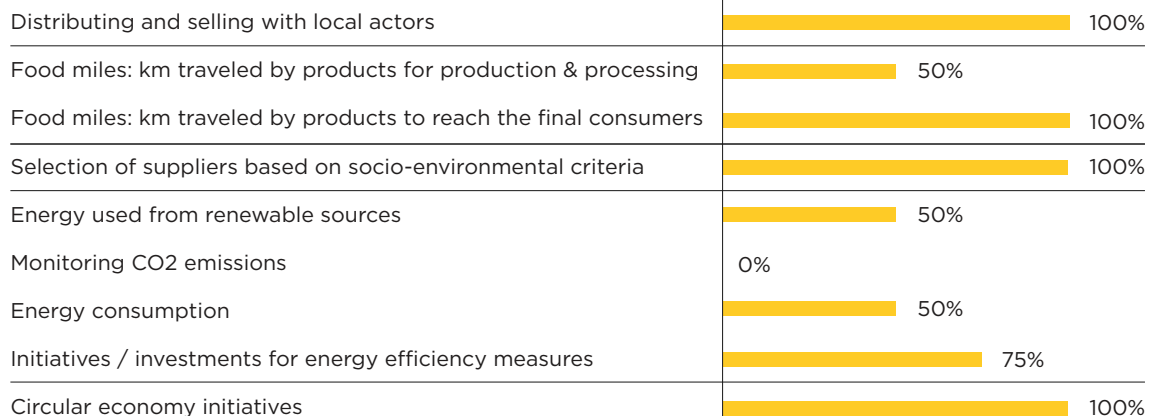 Distributing and selling with local actors 100%
Food miles: km traveled by products for production & processing 50%
Food miles: km traveled by products to reach the final consumers 100%
Selection of suppliers based on socio-environmental criteria 100%
Energy used from renewable sources 50%
Monitoring CO2 emissions 0%
Energy consumption 50%
Initiatives / investments for energy efficiency measures 75%
Circular economy initiatives 100%